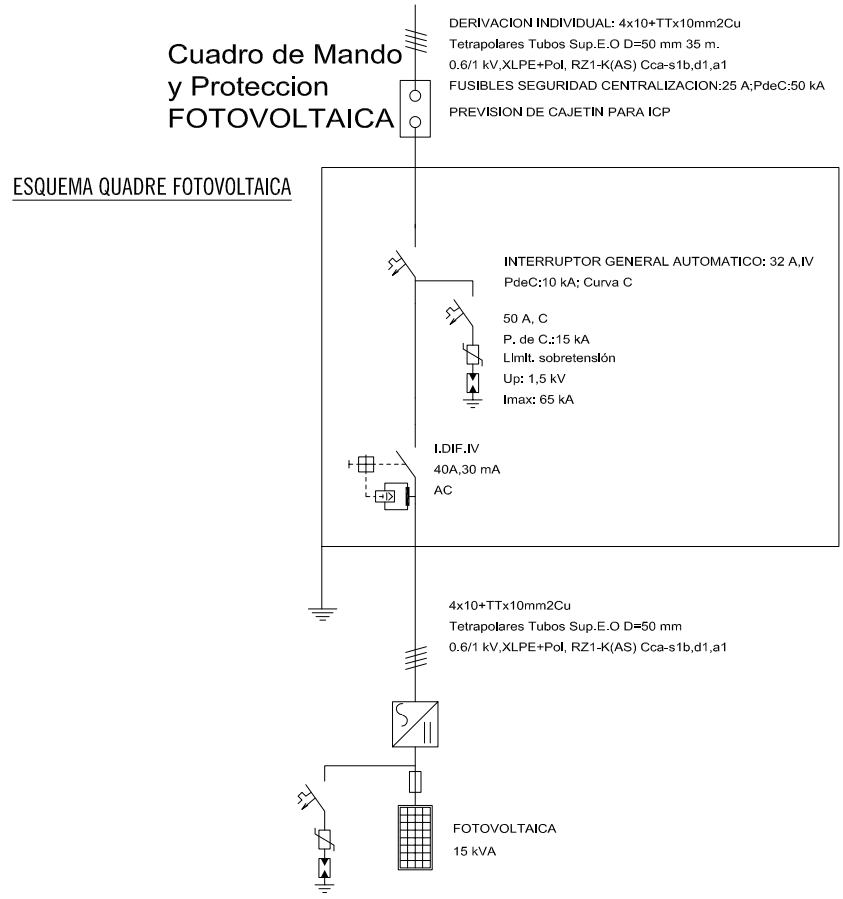 Cuadro de Mando
y Proteccion
FOTOVOLTAICA
DERIVACION INDIVIDUAL: 4x10+TTx10mm2Cu
Tetrapolares Tubos Sup.E.O D=50 mm 35 m.
0.6/1 kV,XLPE+Pol, RZ1-K(AS) Cca-s1b,d1,a1
FUSIBLES SEGURIDAD CENTRALIZACION:25 A;PdeC:50 kA
PREVISION DE CAJETIN PARA ICP
ESQUEMA QUADRE FOTOVOLTAICA
INTERRUPTOR GENERAL AUTOMATICO: 32 A,IV
PdeC:10 kA; Curva C
50 A, C
P. de C.:15 kA
Limit. sobretensión
Up: 1,5 kV
Imax: 65 kA
I.DIF.IV
40A,30 mA
AC
4x10+TTx10mm2Cu
Tetrapolares Tubos Sup.E.O D=50 mm
0.6/1 kV,XLPE+Pol, RZ1-K(AS) Cca-s1b,d1,a1
FOTOVOLTAICA
15 kVA